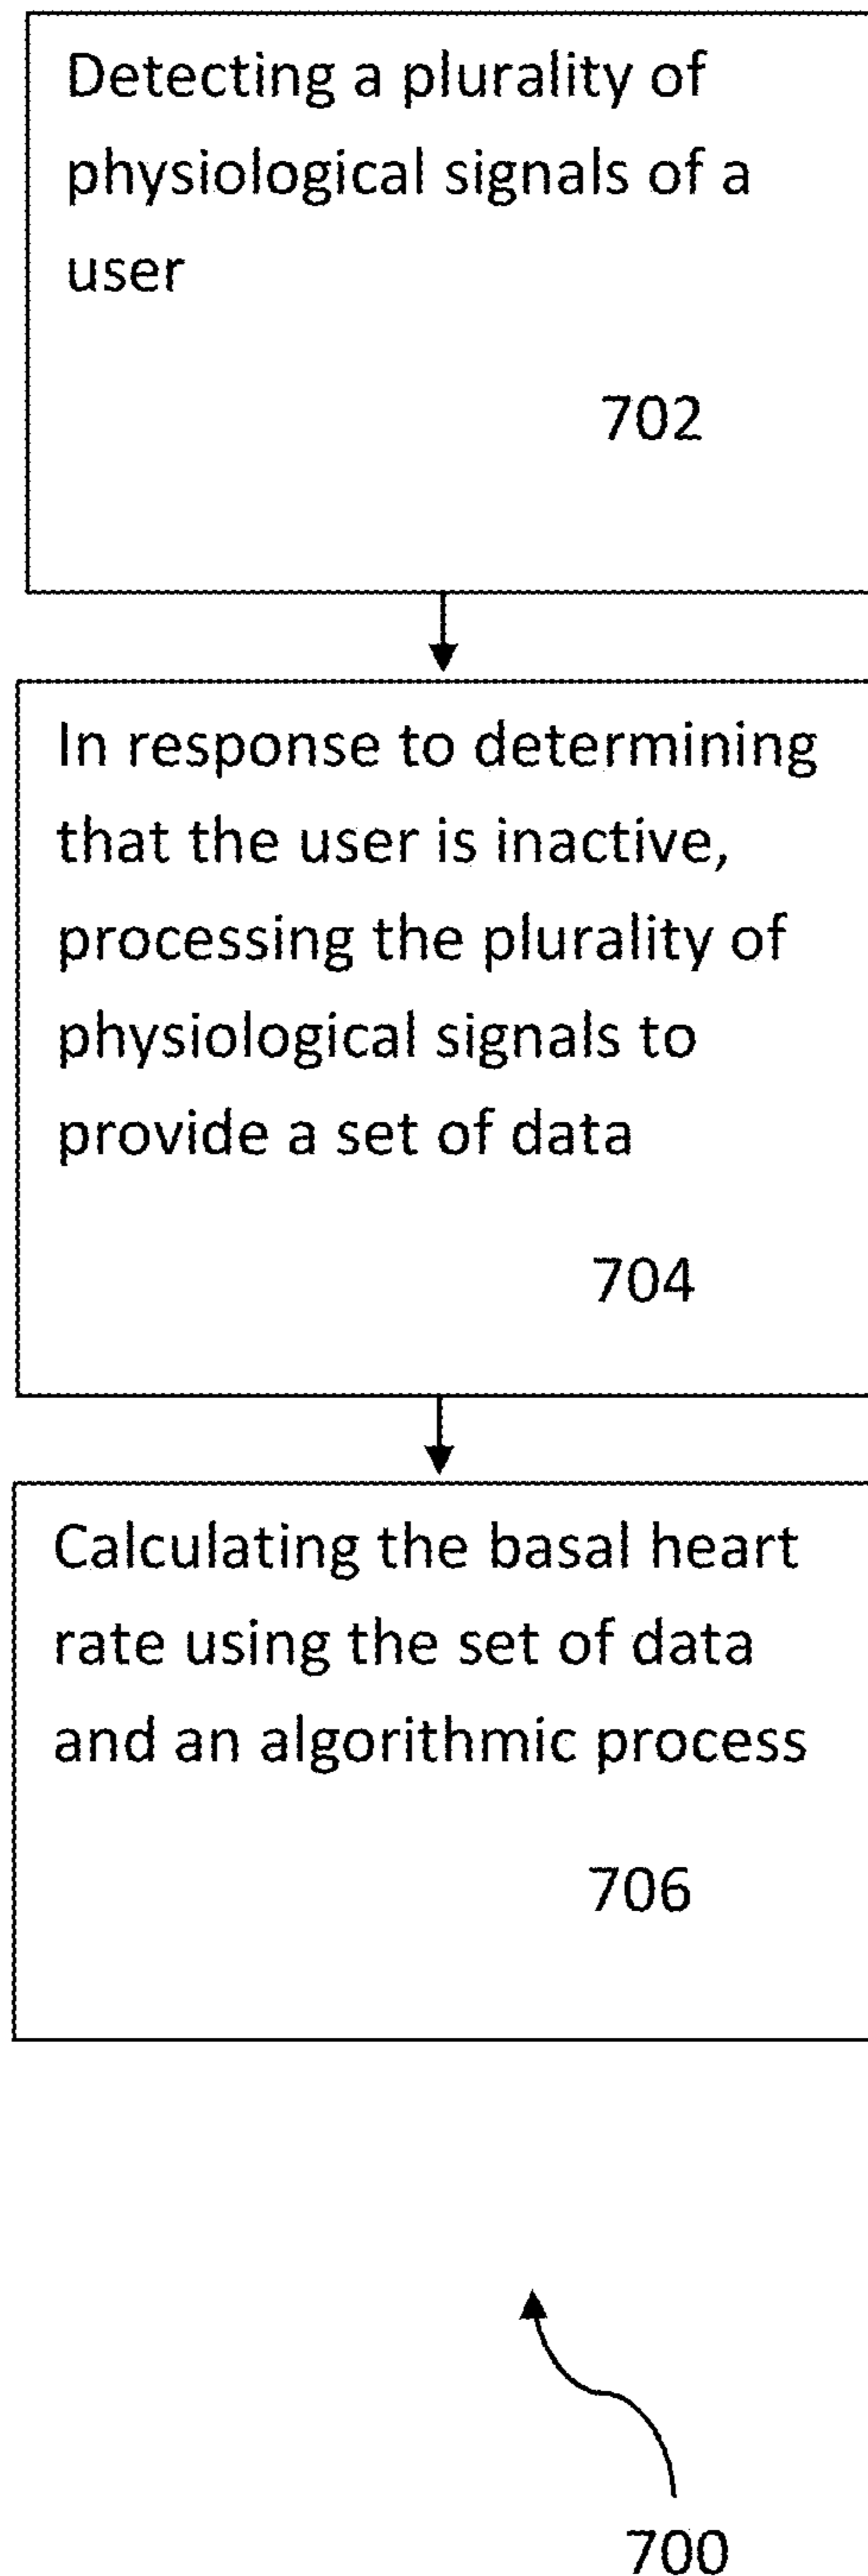 Detecting a plurality of
physiological signals of a
user
702
In response to determining
that the user is inactive,
processing the plurality of
physiological signals to
provide a set of data
704
Calculating the basal heart
rate using the set of data
and an algorithmic process
706
700